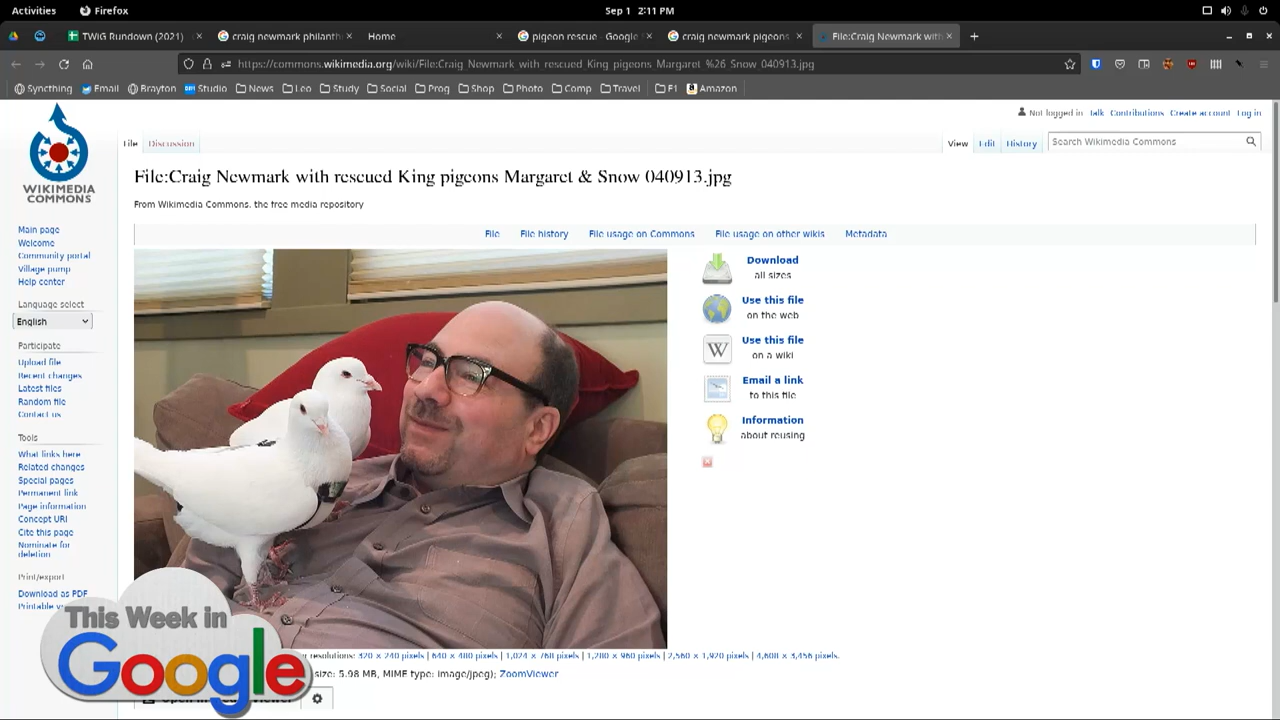 Activities
Firefox
Sep 1 2:11 PM
TWiG Rundown (2021)
craig newmark philanth
Home
pigeon rescue - Google S
craig newmark pigeons
File:Craig Newmark with
https://commons.wikimedia.org/wiki/File:Craig_Newmark_with_rescued_King_pigeons_Margaret_%26_Snow_040913.jpg
Syncthing Email Brayton Studio News Leo Study Social Prog Shop Photo Comp Travel F1 Amazon
Not logged in Talk Contributions Create account Log in
File Discussion
View Edit History
Search Wikimedia Commons
WIKIMEDIA
COMMONS
File:Craig Newmark with rescued King pigeons Margaret & Snow 040913.jpg
From Wikimedia Commons, the free media repository
File File history File usage on Commons File usage on other wikis Metadata
Main page
Welcome
Community portal
Village pump
Help center
Language select
English
Participate
Upload file
Recent changes
Latest files
Random file
Contact us
Tools
What links here
Related changes
Special pages
Permanent link
Page information
Concept URI
Cite this page
Nominate for
deletion
Print/export
Download as PDF
Printable v
Download
all sizes
Use this file
on the web
Use this file
on a wiki
Email a link
to this file
Information
about reusing
resolutions: 320 × 240 pixels | 640 × 480 pixels | 1,024 × 768 pixels | 1,280 × 960 pixels | 2,560 × 1,920 pixels | 4,608 × 3,456 pixels.
size: 5.98 MB, MIME type: image/jpeg); ZoomViewer
This Week in
Google